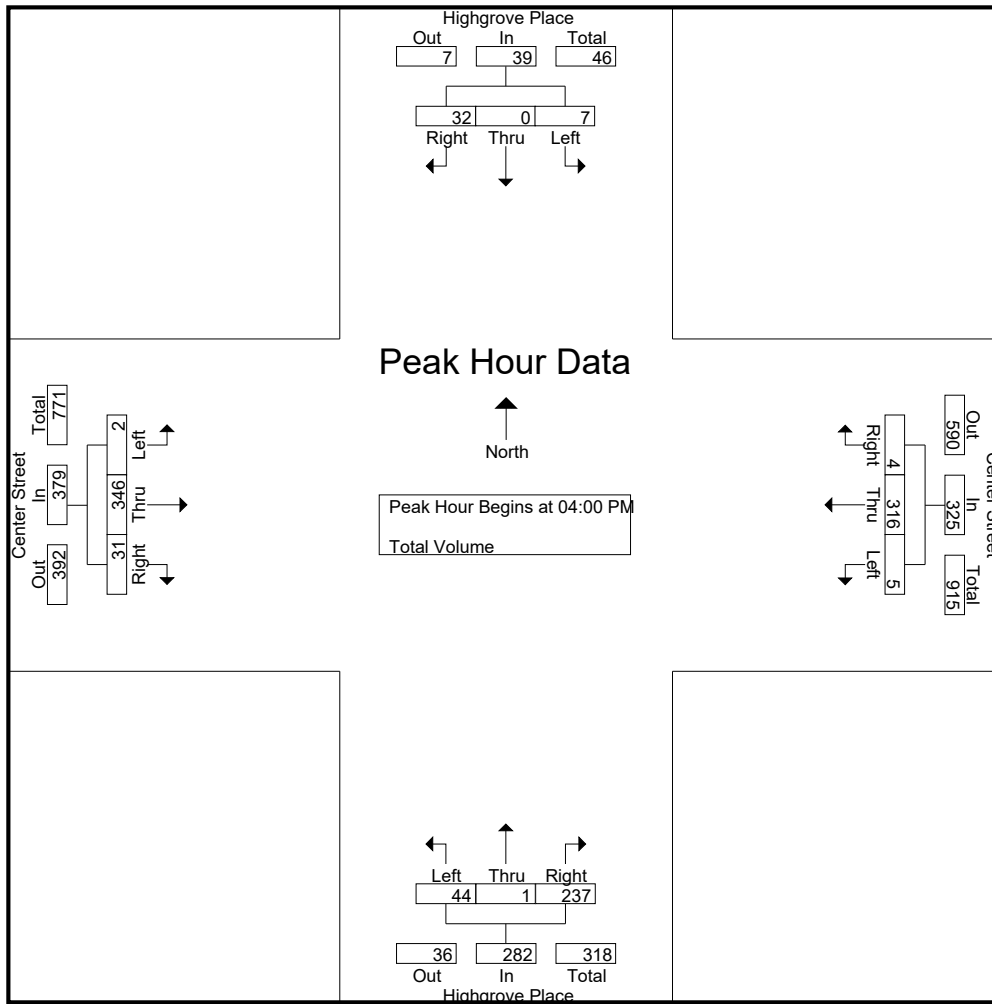 Highgrove Place
Out In Total
7 39 46
32 0 7
Right Thru Left
Peak Hour Data
North
Peak Hour Begins at 04:00 PM
Total Volume
Center Street
Out In Total
392 379 771
31 346 2
Right Thru Left
Center Street
Out In Total
590 325 915
4 316 5
Right Thru Left
Left Thru Right
44 1 237
36 282 318
Out In Total
Highgrove Place